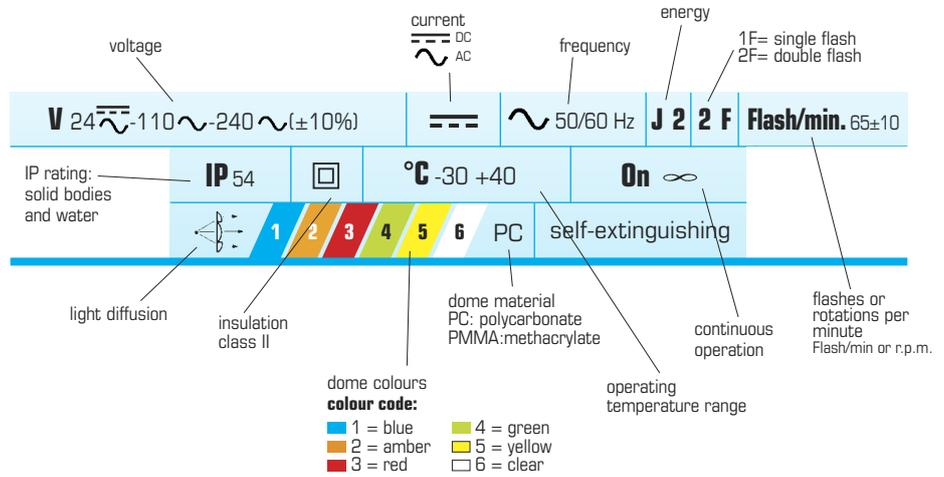 current
DC
AC
energy
voltage
frequency
1F= single flash
2F= double flash
V 24 -110 -240 (±10%)
50/60 Hz
J 2
2 F
Flash/min. 65±10
IP rating:
solid bodies
and water
IP 54
°C -30 +40
On ∞
1 2 3 4 5 6 PC
self-extinguishing
light diffusion
insulation
class II
dome material
PC: polycarbonate
PMMA:methacrylate
continuous
operation
flashes or
rotations per
minute
Flash/min or r.p.m.
operating
temperature range
dome colours
colour code:
1 = blue
2 = amber
3 = red
4 = green
5 = yellow
6 = clear